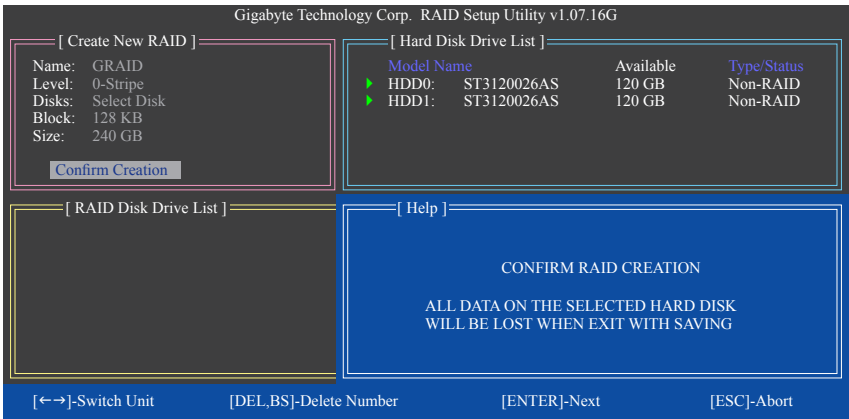 Gigabyte Technology Corp. RAID Setup Utility v1.07.16G
[ Create New RAID ]
Name: GRAID
Level: 0-Stripe
Disks: Select Disk
Block: 128 KB
Size: 240 GB
Confirm Creation
[ Hard Disk Drive List ]
Model Name Available Type/Status
HDD0: ST3120026AS 120 GB Non-RAID
HDD1: ST3120026AS 120 GB Non-RAID
[ RAID Disk Drive List ]
[ Help ]
CONFIRM RAID CREATION
ALL DATA ON THE SELECTED HARD DISK
WILL BE LOST WHEN EXIT WITH SAVING
[←→]-Switch Unit [DEL,BS]-Delete Number [ENTER]-Next [ESC]-Abort